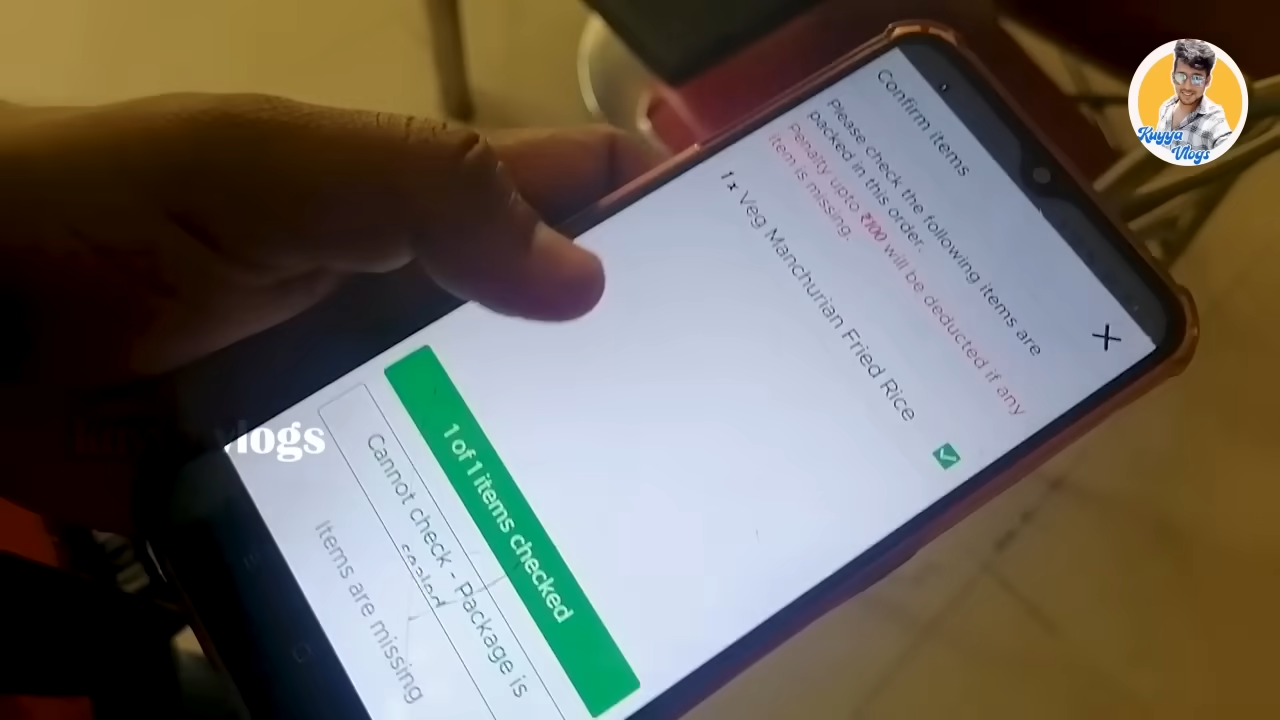 Confirm items
Please check the following items are
packed in this order.
Penalty upto ₹100 will be deducted if any
item is missing.
1 x Veg Manchurian Fried Rice
1 of 1 items checked
Cannot check - Package is
sealed
Items are missing
vlogs
Kuyya
Vlogs